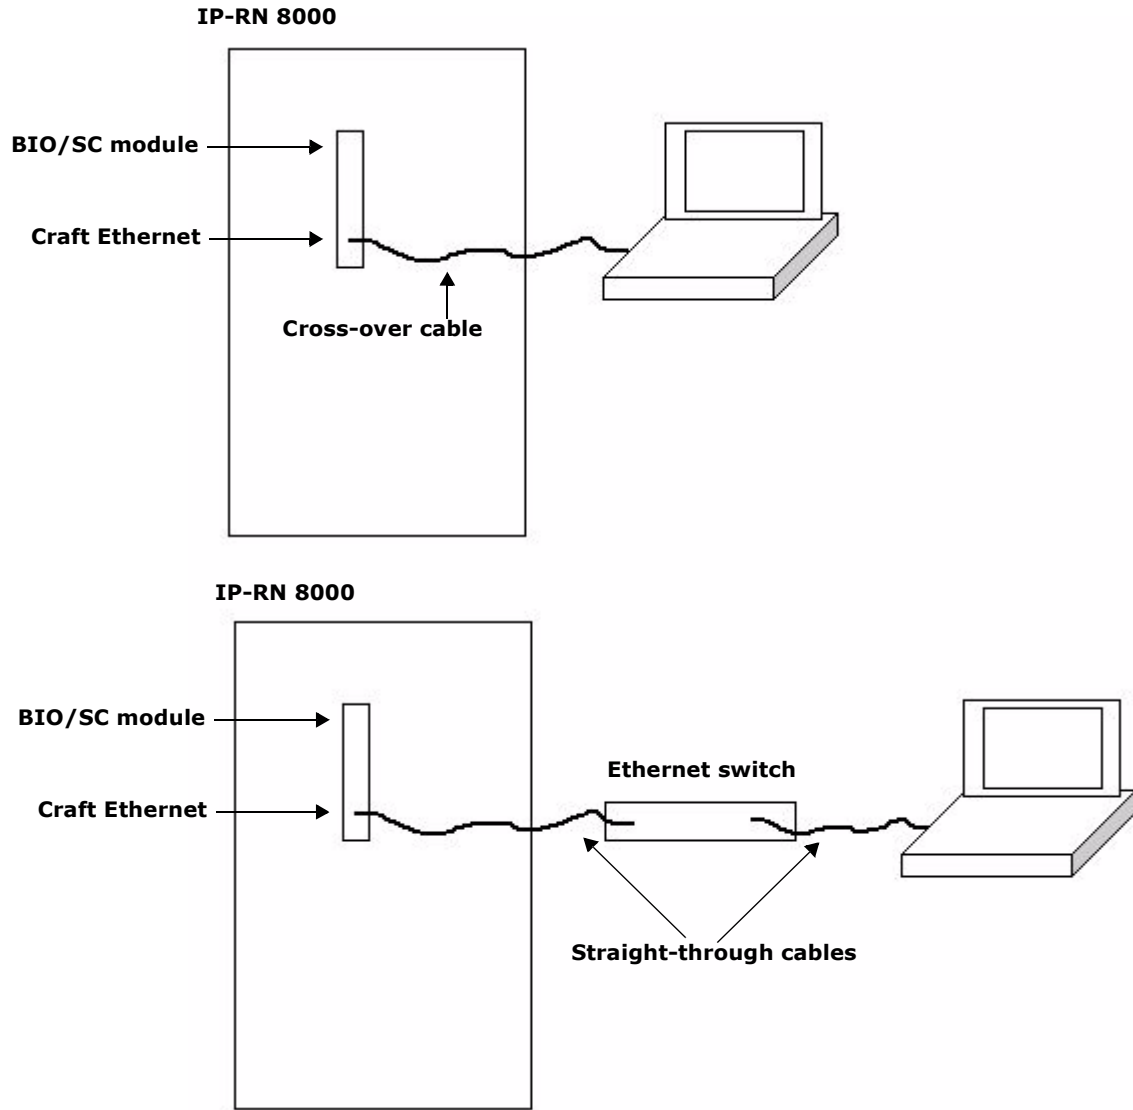 IP-RN 8000
BIO/SC module
Craft Ethernet
Cross-over cable
IP-RN 8000
BIO/SC module
Ethernet switch
Craft Ethernet
Straight-through cables